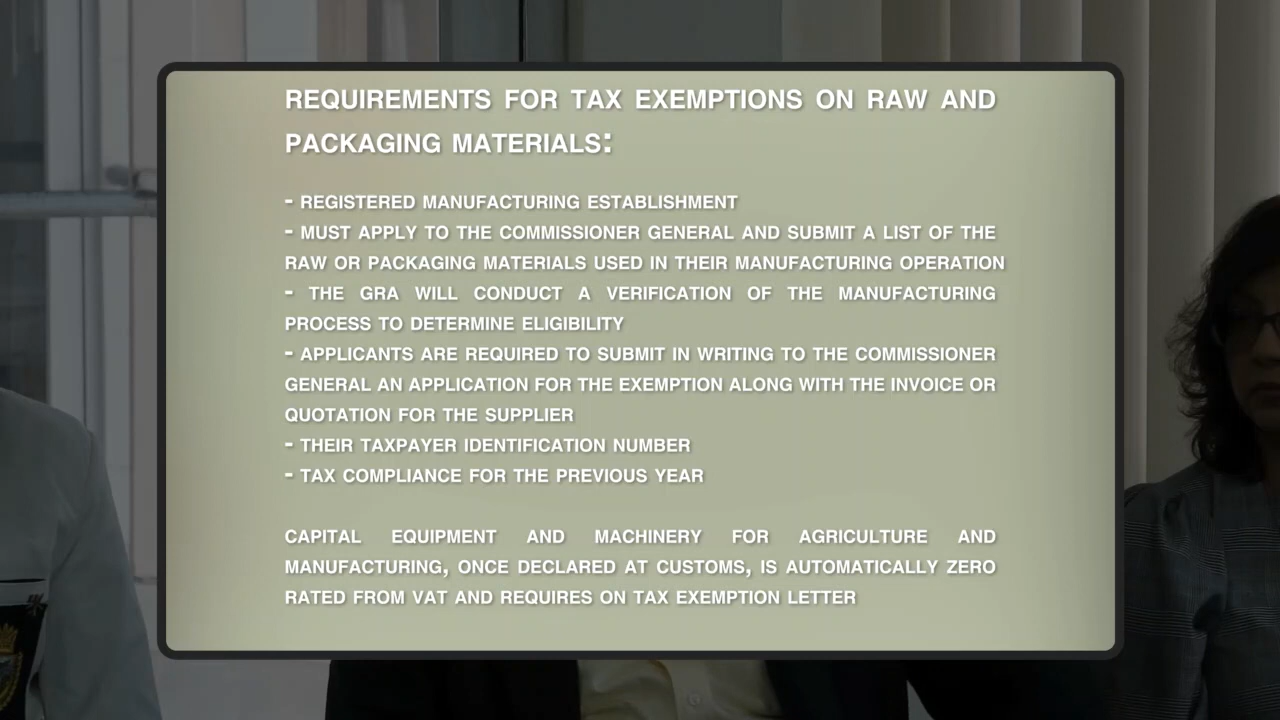 REQUIREMENTS FOR TAX EXEMPTIONS ON RAW AND
PACKAGING MATERIALS:
- REGISTERED MANUFACTURING ESTABLISHMENT
- MUST APPLY TO THE COMMISSIONER GENERAL AND SUBMIT A LIST OF THE
RAW OR PACKAGING MATERIALS USED IN THEIR MANUFACTURING OPERATION
- THE GRA WILL CONDUCT A VERIFICATION OF THE MANUFACTURING
PROCESS TO DETERMINE ELIGIBILITY
- APPLICANTS ARE REQUIRED TO SUBMIT IN WRITING TO THE COMMISSIONER
GENERAL AN APPLICATION FOR THE EXEMPTION ALONG WITH THE INVOICE OR
QUOTATION FOR THE SUPPLIER
- THEIR TAXPAYER IDENTIFICATION NUMBER
- TAX COMPLIANCE FOR THE PREVIOUS YEAR
CAPITAL EQUIPMENT AND MACHINERY FOR AGRICULTURE AND
MANUFACTURING, ONCE DECLARED AT CUSTOMS, IS AUTOMATICALLY ZERO
RATED FROM VAT AND REQUIRES ON TAX EXEMPTION LETTER